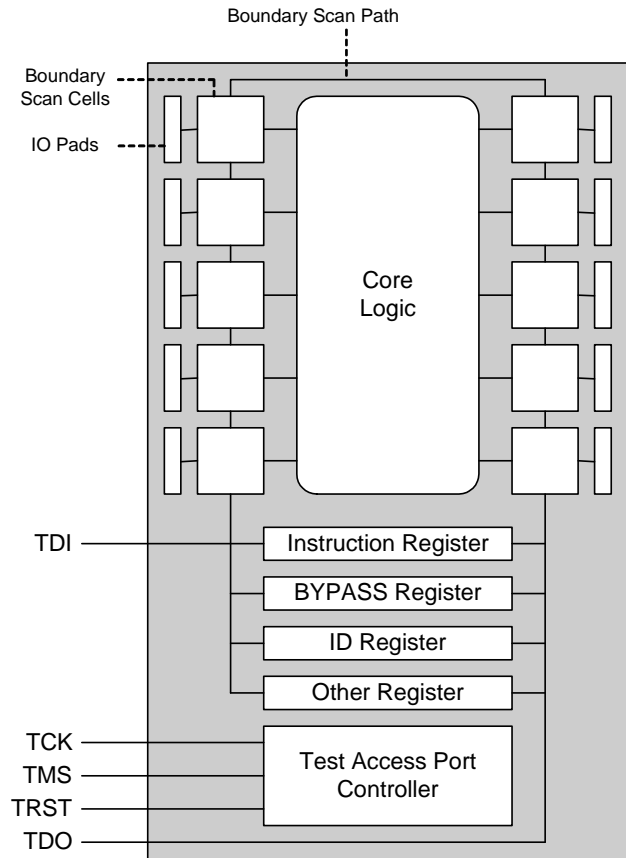 Boundary Scan Path
Boundary
Scan Cells
IO Pads
Core
Logic
TDI
Instruction Register
BYPASS Register
ID Register
Other Register
TCK
TMS
TRST
TDO
Test Access Port
Controller